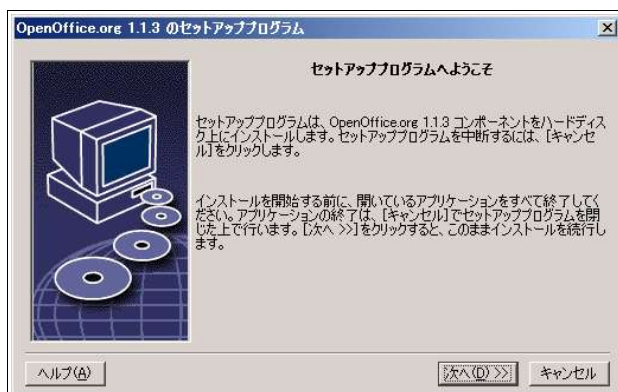 OpenOffice.org 1.1.3 のセットアッププログラム
セットアッププログラムへようこそ
セットアッププログラムは、OpenOffice.org 1.1.3 コンポーネントをハードディス
ク上にインストールします。セットアッププログラムを中断するには、[キャンセ
ル]をクリックします。
インストールを開始する前に、開いているアプリケーションをすべて終了してく
ださい。アプリケーションの終了は、[キャンセル]でセットアッププログラムを閉
じた上で行います。[次へ >>]をクリックすると、このままインストールを続行し
ます。
ヘルプ(A)
次へ(D) >>
キャンセル